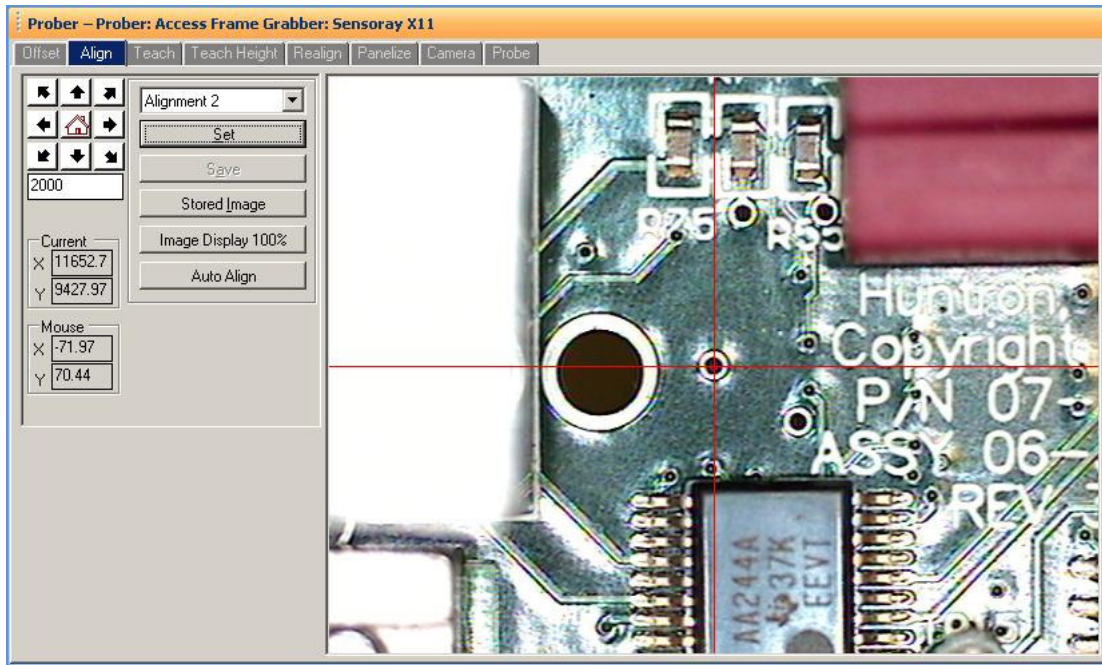 Prober – Prober: Access Frame Grabber: Sensoray X11
Offset Align Teach Teach Height Realign Panelize Camera Probe
Alignment 2
Set
Save
2000
Stored Image
Image Display 100%
Auto Align
Current
X 11652.7
Y 9427.97
Mouse
X -71.97
Y 70.44
R75 R55
Huntron,
Copyright
P/N 07-
ASSY 06-
REV
AA244A
37K
EEVT